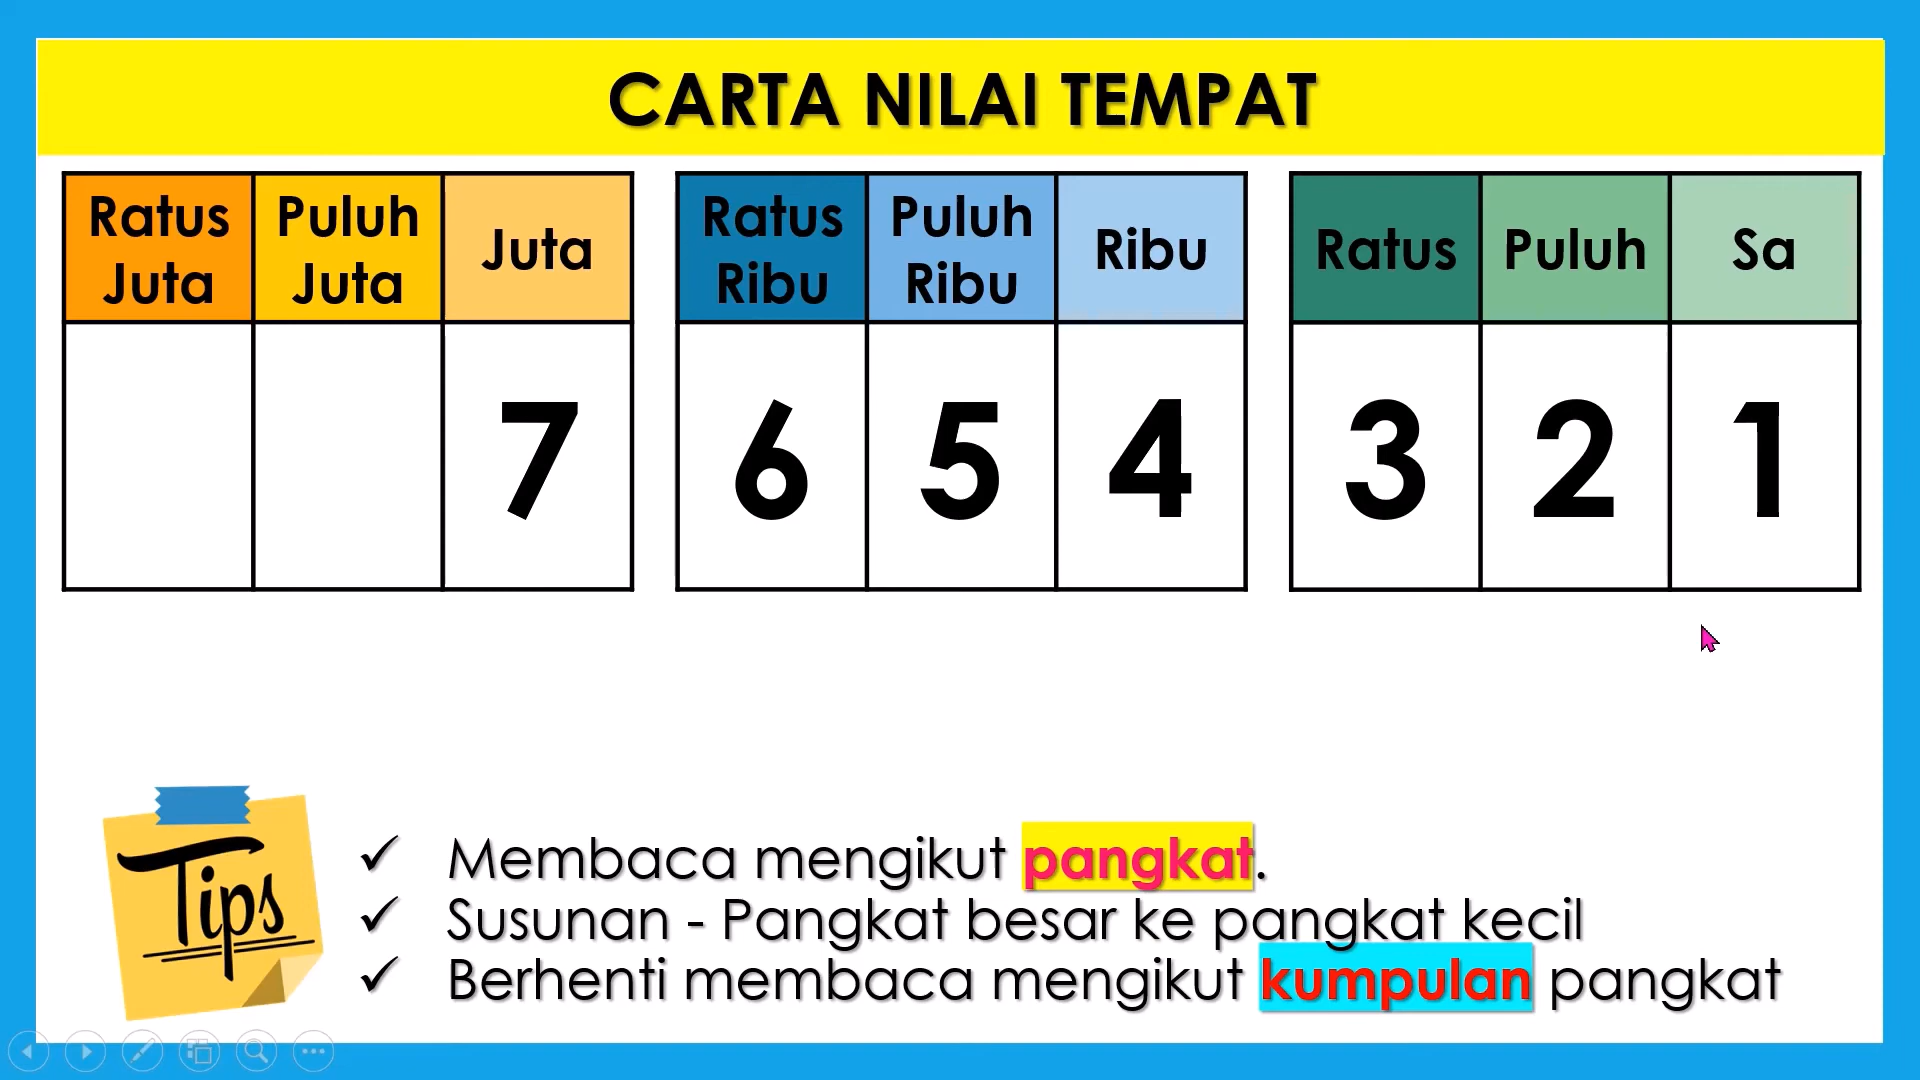 CARTA NILAI TEMPAT
Ratus Juta
Puluh Juta
Juta
Ratus Ribu
Puluh Ribu
Ribu
Ratus
Puluh
Sa
7
6
5
4
3
2
1
Tips
✓ Membaca mengikut pangkat.
✓ Susunan - Pangkat besar ke pangkat kecil
✓ Berhenti membaca mengikut kumpulan pangkat